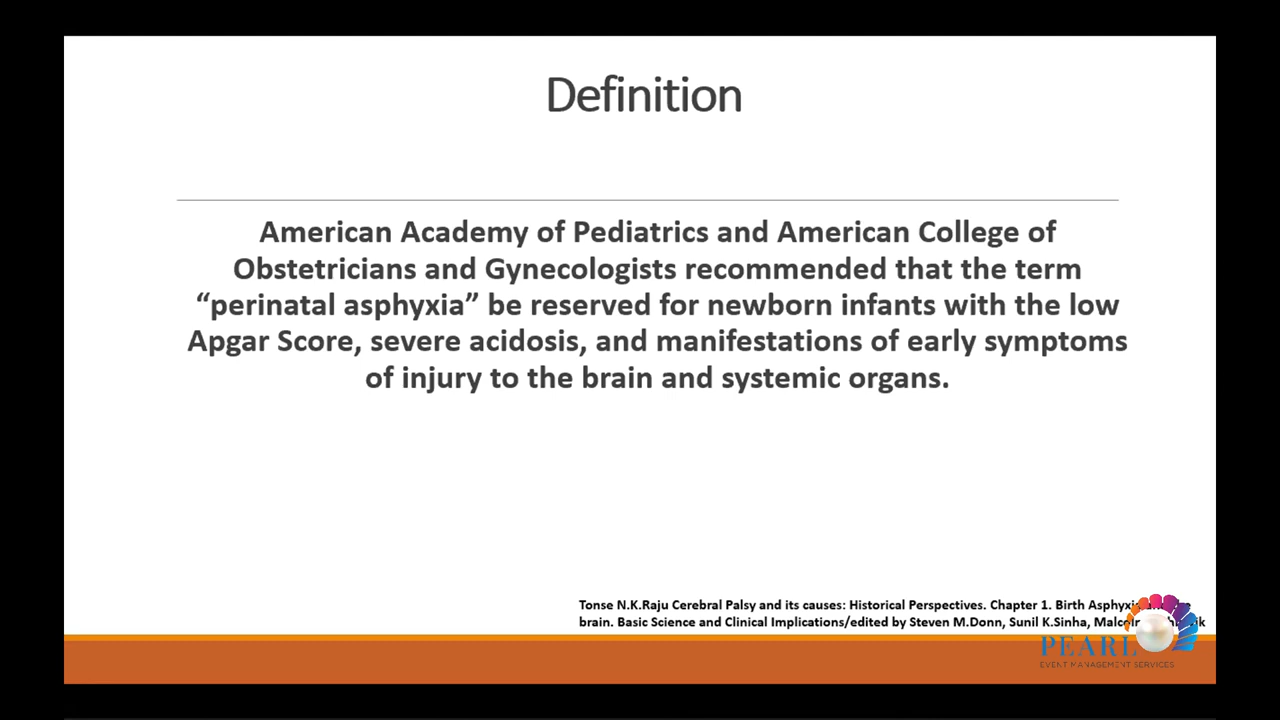 Definition
American Academy of Pediatrics and American College of
Obstetricians and Gynecologists recommended that the term
“perinatal asphyxia” be reserved for newborn infants with the low
Apgar Score, severe acidosis, and manifestations of early symptoms
of injury to the brain and systemic organs.
Tonse N.K.Raju Cerebral Palsy and its causes: Historical Perspectives. Chapter 1. Birth
brain. Basic Science and Clinical Implications/edited by Steven M.Donn, Sunil K.Sinha,
PEARL
EVENT MANAGEMENT SERVICES